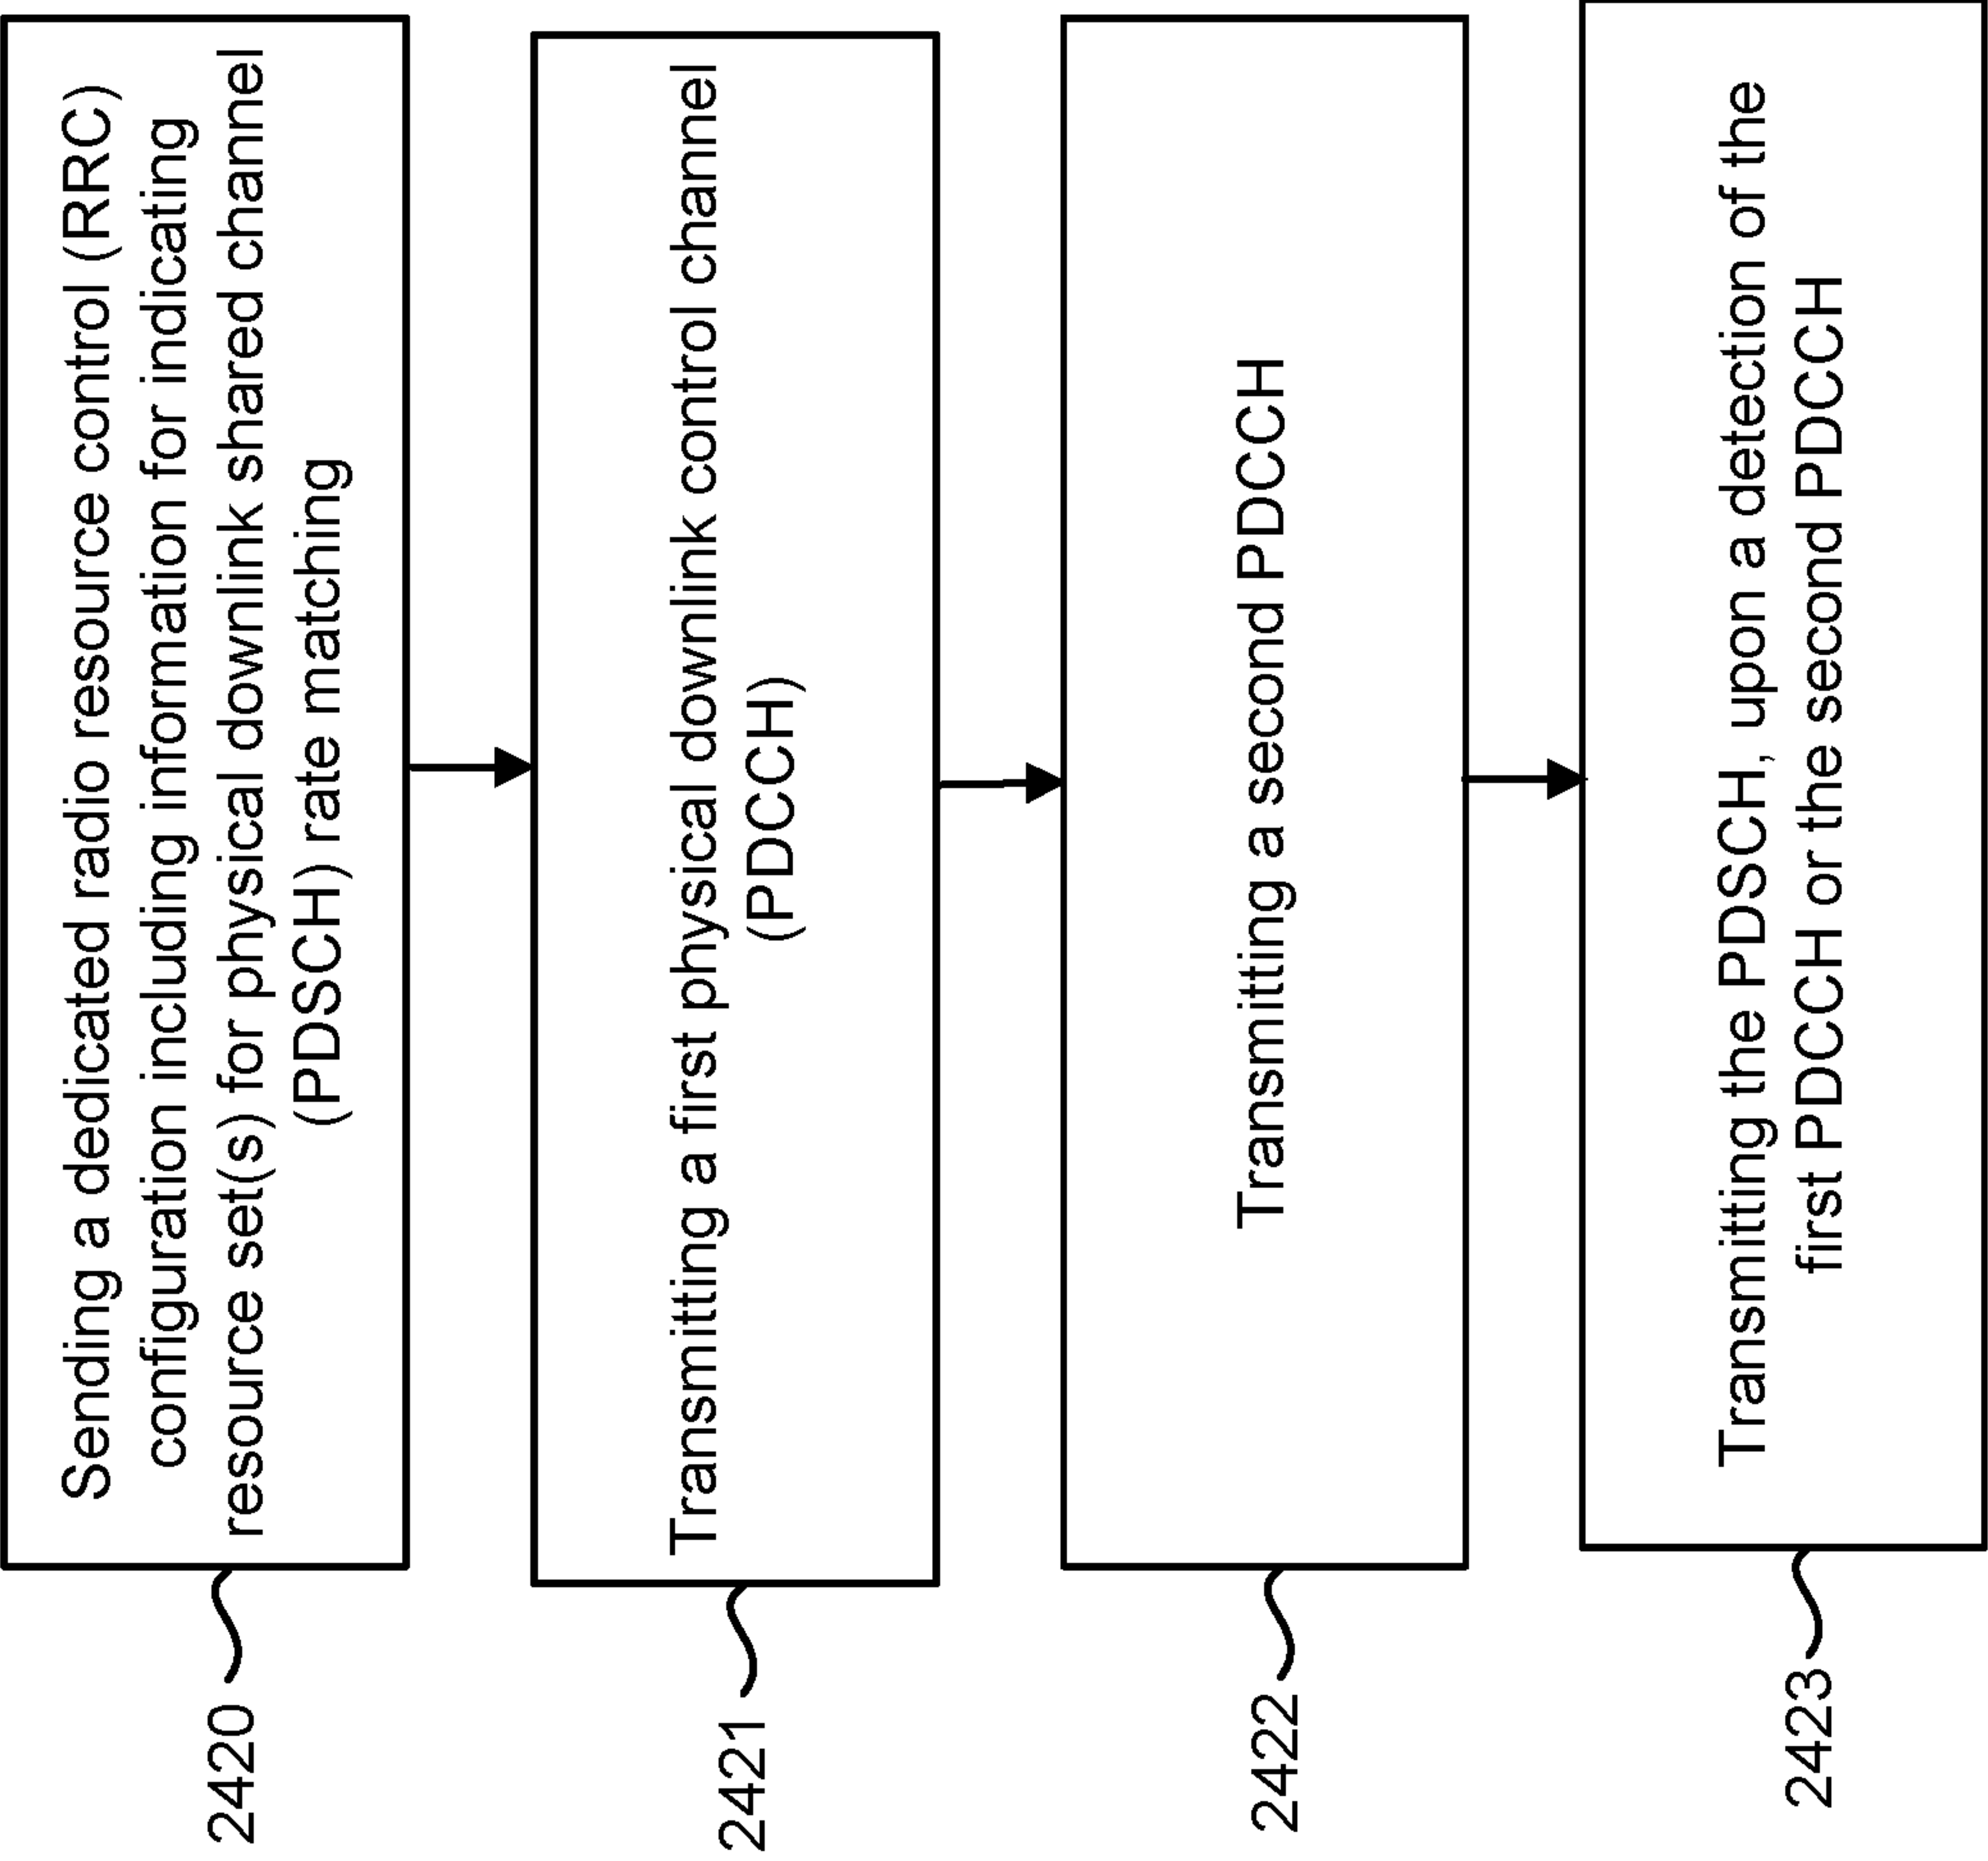 2420
Sending a dedicated radio resource control (RRC)
configuration including information for indicating
resource set(s) for physical downlink shared channel
(PDSCH) rate matching
2421
Transmitting a first physical downlink control channel
(PDCCH)
2422
Transmitting a second PDCCH
2423
Transmitting the PDSCH, upon a detection of the
first PDCCH or the second PDCCH